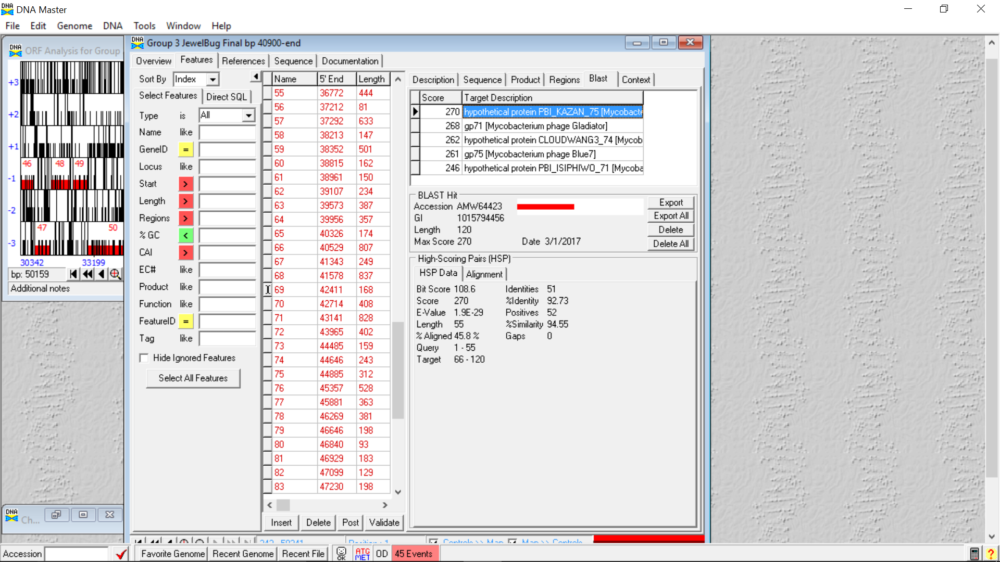 DNA Master
File Edit Genome DNA Tools Window Help
DNA ORF Analysis for Group
+3
+2
+1
46 48 49
-1
-2
47 50
-3
30342 33199
bp: 50159
Additional notes
DNA Ch...
DNA Group 3 JewelBug Final bp 40900-end
Overview Features References Sequence Documentation
Sort By Index
Select Features Direct SQL
Type is All
Name like
GeneID =
Locus like
Start >
Length >
Regions >
% GC <
CAI >
EC# like
Product like
Function like
FeatureID =
Tag like
Hide Ignored Features
Select All Features
Name 5' End Length
55 36772 444
56 37212 81
57 37292 633
58 38213 147
59 38352 501
60 38815 162
61 38961 150
62 39107 234
63 39573 387
64 39956 357
65 40326 174
66 40529 807
67 41343 249
68 41578 837
69 42411 168
70 42714 408
71 43141 828
72 43965 402
73 44485 159
74 44646 243
75 44885 312
76 45357 528
77 45881 363
78 46269 381
79 46646 198
80 46840 93
81 46929 183
82 47099 129
83 47230 198
Insert Delete Post Validate
Description Sequence Product Regions Blast Context
Score Target Description
270 hypothetical protein PBI_KAZAN_75 [Mycobacte
268 gp71 [Mycobacterium phage Gladiator]
262 hypothetical protein CLOUDWANG3_74 [Mycob
261 gp75 [Mycobacterium phage Blue7]
246 hypothetical protein PBI_ISIPHIWO_71 [Mycoba
BLAST Hit
Accession AMW64423
GI 1015794456
Length 120
Max Score 270 Date 3/1/2017
Export
Export All
Delete
Delete All
High-Scoring Pairs (HSP)
HSP Data Alignment
Bit Score 108.6 Identities 51
Score 270 %Identity 92.73
E-Value 1.9E-29 Positives 52
Length 55 %Similarity 94.55
% Aligned 45.8 % Gaps 0
Query 1 - 55
Target 66 - 120
Controls >> Map Map >> Controls
Accession Favorite Genome Recent Genome Recent File OK ATG MET OD 45 Events ?